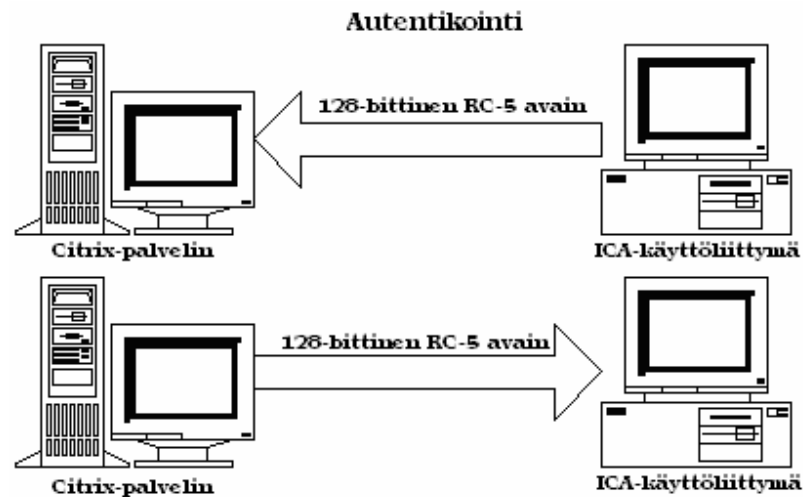 Autentikointi
128-bittinen RC-5 avain
Citrix-palvelin
ICA-käyttöliittymä
128-bittinen RC-5 avain
Citrix-palvelin
ICA-käyttöliittymä